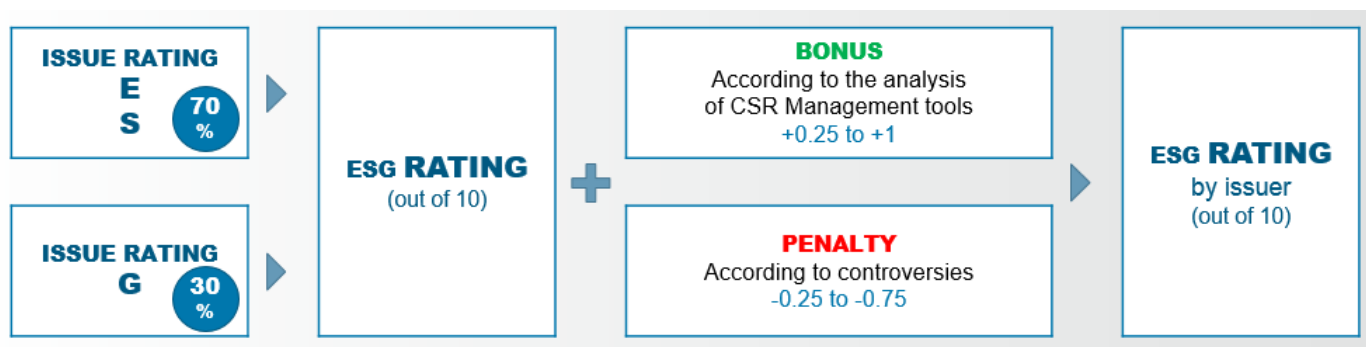 ISSUE RATING
E
S
70
%
ISSUE RATING
G
30
%
ESG RATING
(out of 10)
BONUS
According to the analysis
of CSR Management tools
+0.25 to +1
PENALTY
According to controversies
-0.25 to -0.75
ESG RATING
by issuer
(out of 10)